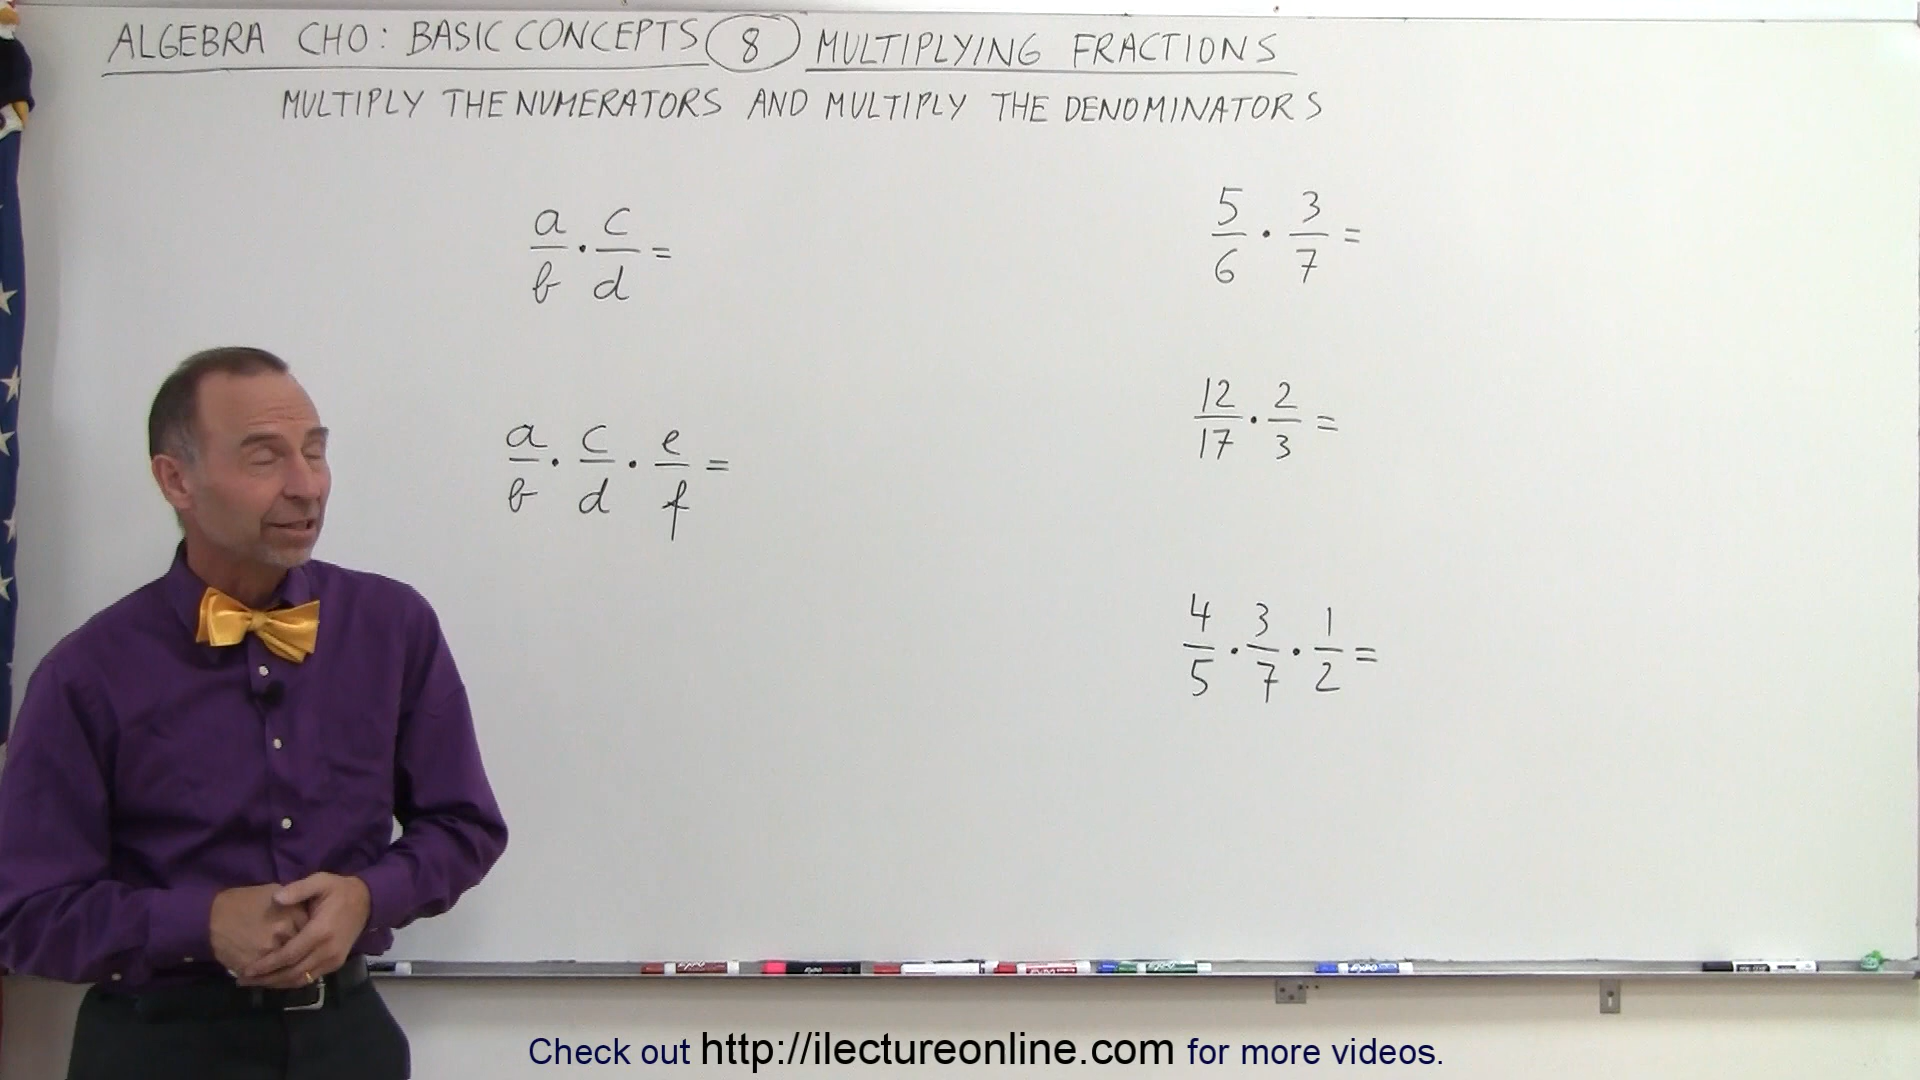 ALGEBRA CH0: BASIC CONCEPTS 8 MULTIPLYING FRACTIONS
MULTIPLY THE NUMERATORS AND MULTIPLY THE DENOMINATORS
a/b · c/d =
a/b · c/d · e/f =
5/6 · 3/7 =
12/17 · 2/3 =
4/5 · 3/7 · 1/2 =
EXPO
Check out http://ilectureonline.com for more videos.